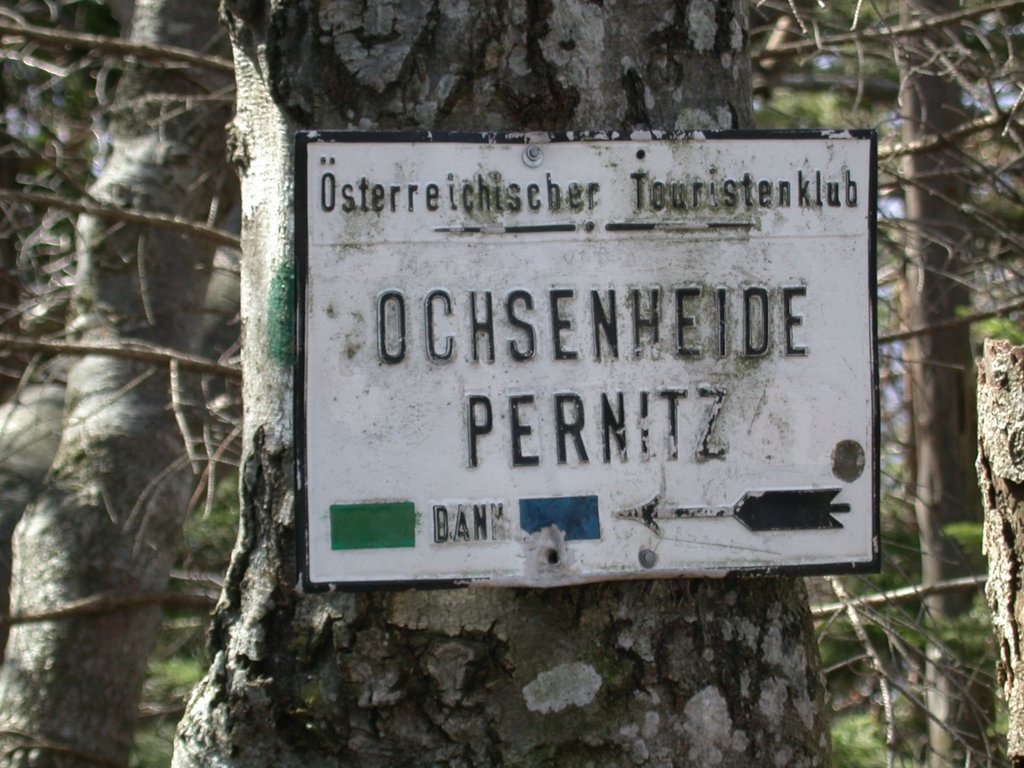 Österreichischer Touristenklub
OCHSENHEIDE
PERNITZ
DANN